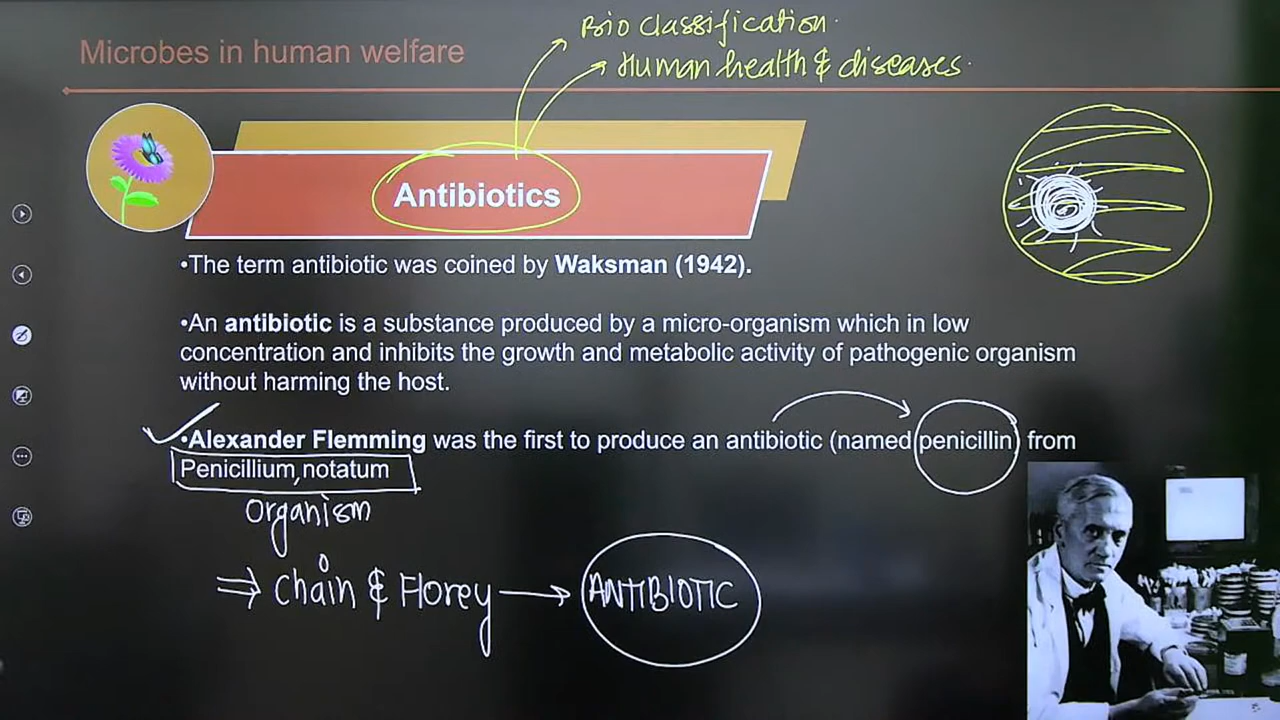 Bio classification
Microbes in human welfare
Human health & diseases
Antibiotics
•The term antibiotic was coined by Waksman (1942).
•An antibiotic is a substance produced by a micro-organism which in low
concentration and inhibits the growth and metabolic activity of pathogenic organism
without harming the host.
•Alexander Flemming was the first to produce an antibiotic (named penicillin) from
Penicillium,notatum
Organism
⇒ Chain & Florey → ANTIBIOTIC